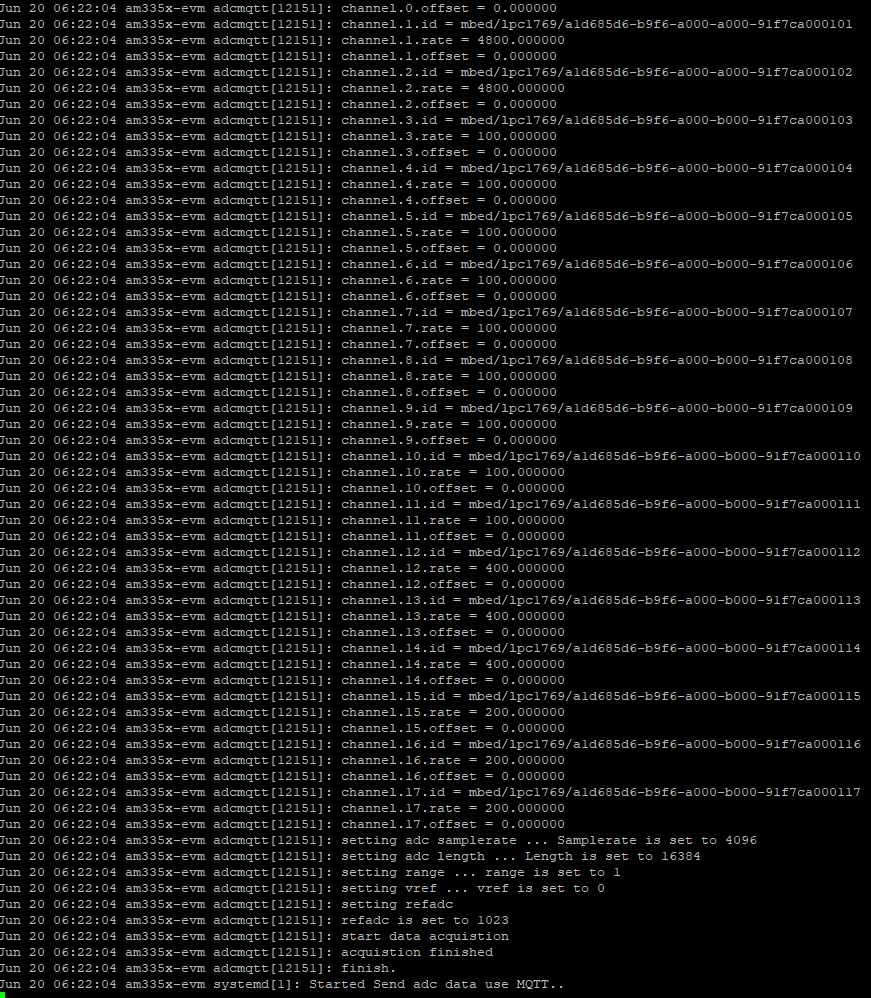 Jun 20 06:22:04 am335x-evm adcmqtt[12151]: channel.0.offset = 0.000000
Jun 20 06:22:04 am335x-evm adcmqtt[12151]: channel.1.id = mbed/lpc1769/a1d685d6-b9f6-a000-a000-91f7ca000101
Jun 20 06:22:04 am335x-evm adcmqtt[12151]: channel.1.rate = 4800.000000
Jun 20 06:22:04 am335x-evm adcmqtt[12151]: channel.1.offset = 0.000000
Jun 20 06:22:04 am335x-evm adcmqtt[12151]: channel.2.id = mbed/lpc1769/a1d685d6-b9f6-a000-a000-91f7ca000102
Jun 20 06:22:04 am335x-evm adcmqtt[12151]: channel.2.rate = 4800.000000
Jun 20 06:22:04 am335x-evm adcmqtt[12151]: channel.2.offset = 0.000000
Jun 20 06:22:04 am335x-evm adcmqtt[12151]: channel.3.id = mbed/lpc1769/a1d685d6-b9f6-a000-b000-91f7ca000103
Jun 20 06:22:04 am335x-evm adcmqtt[12151]: channel.3.rate = 100.000000
Jun 20 06:22:04 am335x-evm adcmqtt[12151]: channel.3.offset = 0.000000
Jun 20 06:22:04 am335x-evm adcmqtt[12151]: channel.4.id = mbed/lpc1769/a1d685d6-b9f6-a000-b000-91f7ca000104
Jun 20 06:22:04 am335x-evm adcmqtt[12151]: channel.4.rate = 100.000000
Jun 20 06:22:04 am335x-evm adcmqtt[12151]: channel.4.offset = 0.000000
Jun 20 06:22:04 am335x-evm adcmqtt[12151]: channel.5.id = mbed/lpc1769/a1d685d6-b9f6-a000-b000-91f7ca000105
Jun 20 06:22:04 am335x-evm adcmqtt[12151]: channel.5.rate = 100.000000
Jun 20 06:22:04 am335x-evm adcmqtt[12151]: channel.5.offset = 0.000000
Jun 20 06:22:04 am335x-evm adcmqtt[12151]: channel.6.id = mbed/lpc1769/a1d685d6-b9f6-a000-b000-91f7ca000106
Jun 20 06:22:04 am335x-evm adcmqtt[12151]: channel.6.rate = 100.000000
Jun 20 06:22:04 am335x-evm adcmqtt[12151]: channel.6.offset = 0.000000
Jun 20 06:22:04 am335x-evm adcmqtt[12151]: channel.7.id = mbed/lpc1769/a1d685d6-b9f6-a000-b000-91f7ca000107
Jun 20 06:22:04 am335x-evm adcmqtt[12151]: channel.7.rate = 100.000000
Jun 20 06:22:04 am335x-evm adcmqtt[12151]: channel.7.offset = 0.000000
Jun 20 06:22:04 am335x-evm adcmqtt[12151]: channel.8.id = mbed/lpc1769/a1d685d6-b9f6-a000-b000-91f7ca000108
Jun 20 06:22:04 am335x-evm adcmqtt[12151]: channel.8.rate = 100.000000
Jun 20 06:22:04 am335x-evm adcmqtt[12151]: channel.8.offset = 0.000000
Jun 20 06:22:04 am335x-evm adcmqtt[12151]: channel.9.id = mbed/lpc1769/a1d685d6-b9f6-a000-b000-91f7ca000109
Jun 20 06:22:04 am335x-evm adcmqtt[12151]: channel.9.rate = 100.000000
Jun 20 06:22:04 am335x-evm adcmqtt[12151]: channel.9.offset = 0.000000
Jun 20 06:22:04 am335x-evm adcmqtt[12151]: channel.10.id = mbed/lpc1769/a1d685d6-b9f6-a000-b000-91f7ca000110
Jun 20 06:22:04 am335x-evm adcmqtt[12151]: channel.10.rate = 100.000000
Jun 20 06:22:04 am335x-evm adcmqtt[12151]: channel.10.offset = 0.000000
Jun 20 06:22:04 am335x-evm adcmqtt[12151]: channel.11.id = mbed/lpc1769/a1d685d6-b9f6-a000-b000-91f7ca000111
Jun 20 06:22:04 am335x-evm adcmqtt[12151]: channel.11.rate = 100.000000
Jun 20 06:22:04 am335x-evm adcmqtt[12151]: channel.11.offset = 0.000000
Jun 20 06:22:04 am335x-evm adcmqtt[12151]: channel.12.id = mbed/lpc1769/a1d685d6-b9f6-a000-b000-91f7ca000112
Jun 20 06:22:04 am335x-evm adcmqtt[12151]: channel.12.rate = 400.000000
Jun 20 06:22:04 am335x-evm adcmqtt[12151]: channel.12.offset = 0.000000
Jun 20 06:22:04 am335x-evm adcmqtt[12151]: channel.13.id = mbed/lpc1769/a1d685d6-b9f6-a000-b000-91f7ca000113
Jun 20 06:22:04 am335x-evm adcmqtt[12151]: channel.13.rate = 400.000000
Jun 20 06:22:04 am335x-evm adcmqtt[12151]: channel.13.offset = 0.000000
Jun 20 06:22:04 am335x-evm adcmqtt[12151]: channel.14.id = mbed/lpc1769/a1d685d6-b9f6-a000-b000-91f7ca000114
Jun 20 06:22:04 am335x-evm adcmqtt[12151]: channel.14.rate = 400.000000
Jun 20 06:22:04 am335x-evm adcmqtt[12151]: channel.14.offset = 0.000000
Jun 20 06:22:04 am335x-evm adcmqtt[12151]: channel.15.id = mbed/lpc1769/a1d685d6-b9f6-a000-b000-91f7ca000115
Jun 20 06:22:04 am335x-evm adcmqtt[12151]: channel.15.rate = 200.000000
Jun 20 06:22:04 am335x-evm adcmqtt[12151]: channel.15.offset = 0.000000
Jun 20 06:22:04 am335x-evm adcmqtt[12151]: channel.16.id = mbed/lpc1769/a1d685d6-b9f6-a000-b000-91f7ca000116
Jun 20 06:22:04 am335x-evm adcmqtt[12151]: channel.16.rate = 200.000000
Jun 20 06:22:04 am335x-evm adcmqtt[12151]: channel.16.offset = 0.000000
Jun 20 06:22:04 am335x-evm adcmqtt[12151]: channel.17.id = mbed/lpc1769/a1d685d6-b9f6-a000-b000-91f7ca000117
Jun 20 06:22:04 am335x-evm adcmqtt[12151]: channel.17.rate = 200.000000
Jun 20 06:22:04 am335x-evm adcmqtt[12151]: channel.17.offset = 0.000000
Jun 20 06:22:04 am335x-evm adcmqtt[12151]: setting adc samplerate ... Samplerate is set to 4096
Jun 20 06:22:04 am335x-evm adcmqtt[12151]: setting adc length ... Length is set to 16384
Jun 20 06:22:04 am335x-evm adcmqtt[12151]: setting range ... range is set to 1
Jun 20 06:22:04 am335x-evm adcmqtt[12151]: setting vref ... vref is set to 0
Jun 20 06:22:04 am335x-evm adcmqtt[12151]: setting refadc
Jun 20 06:22:04 am335x-evm adcmqtt[12151]: refadc is set to 1023
Jun 20 06:22:04 am335x-evm adcmqtt[12151]: start data acquistion
Jun 20 06:22:04 am335x-evm adcmqtt[12151]: acquistion finished
Jun 20 06:22:04 am335x-evm adcmqtt[12151]: finish.
Jun 20 06:22:04 am335x-evm systemd[1]: Started Send adc data use MQTT..